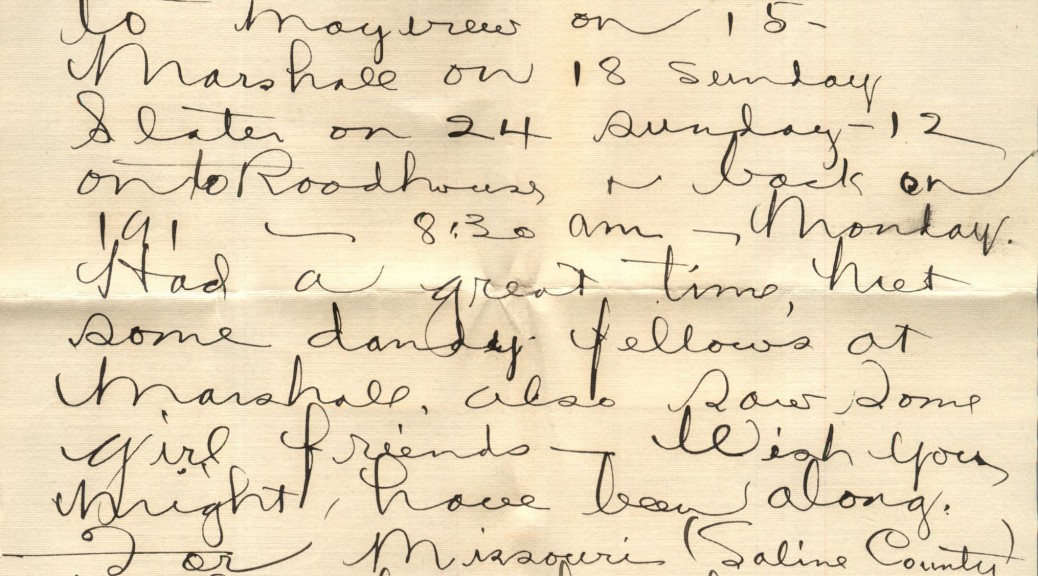 to Mayview on 15-
Marshall on 18 Sunday
Slater on 24 Sunday-12
on to Roodhouse & back on
191 — 8:30 am — Monday.
Had a great time, Met
some dandy fellows at
Marshall, also saw some
girl friends — Wish you
might, have been along.
For Missouri (Saline County)